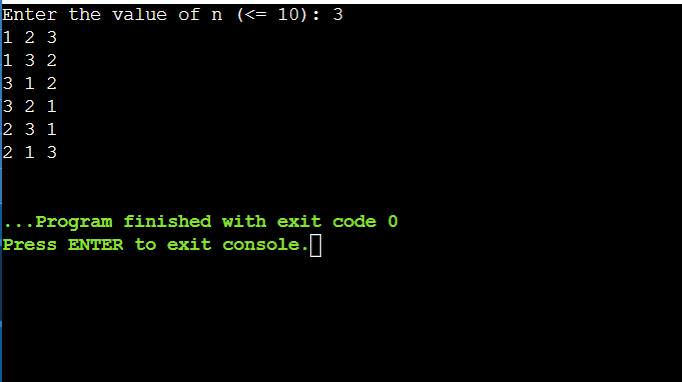 Enter the value of n (<= 10): 3
1 2 3
1 3 2
3 1 2
3 2 1
2 3 1
2 1 3
...Program finished with exit code 0
Press ENTER to exit console.